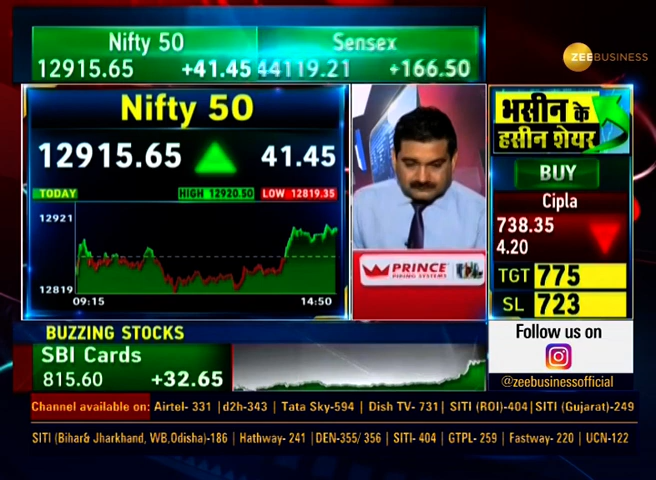 Nifty 50
12915.65 +41.45
Sensex
44119.21 +166.50
ZEEBUSINESS
Nifty 50
12915.65 41.45
TODAY HIGH 12920.50 LOW 12819.35
12921
12819
09:15 14:50
PRINCE
PIPING SYSTEMS
भसीन के
हसीन शेयर
BUY
Cipla
738.35
4.20
TGT 775
SL 723
BUZZING STOCKS
SBI Cards
815.60 +32.65
Follow us on
@zeebusinessofficial
Channel available on: Airtel- 331 | d2h-343 | Tata Sky-594 | Dish TV- 731 | SITI (ROI)-404 | SITI (Gujarat)-249
SITI (Bihar& Jharkhand, WB,Odisha)-186 | Hathway- 241 | DEN-355/ 356 | SITI- 404 | GTPL- 259 | Fastway- 220 | UCN-122